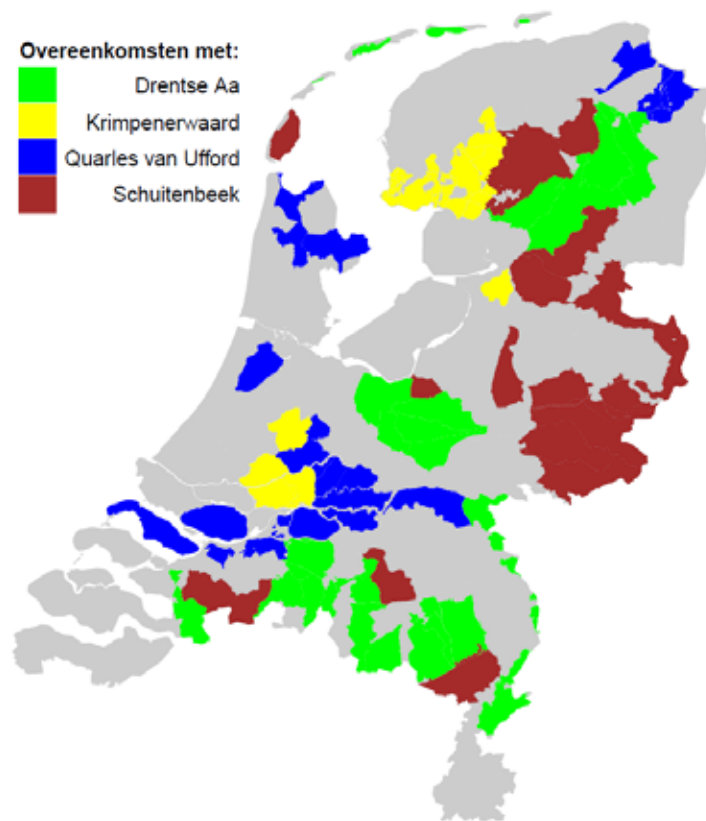 Overeenkomsten met:
Drentse Aa
Krimpenerwaard
Quarles van Ufford
Schuitenbeek